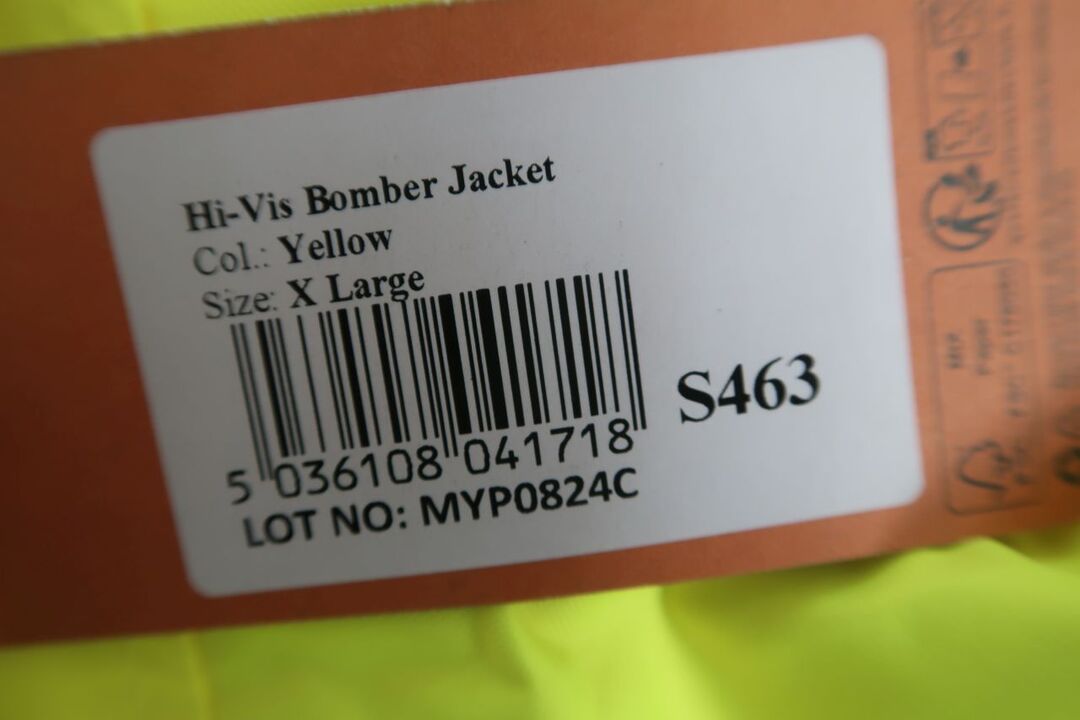 Hi-Vis Bomber Jacket
Col.: Yellow
Size: X Large
5 036108 041718
S463
LOT NO: MYP0824C